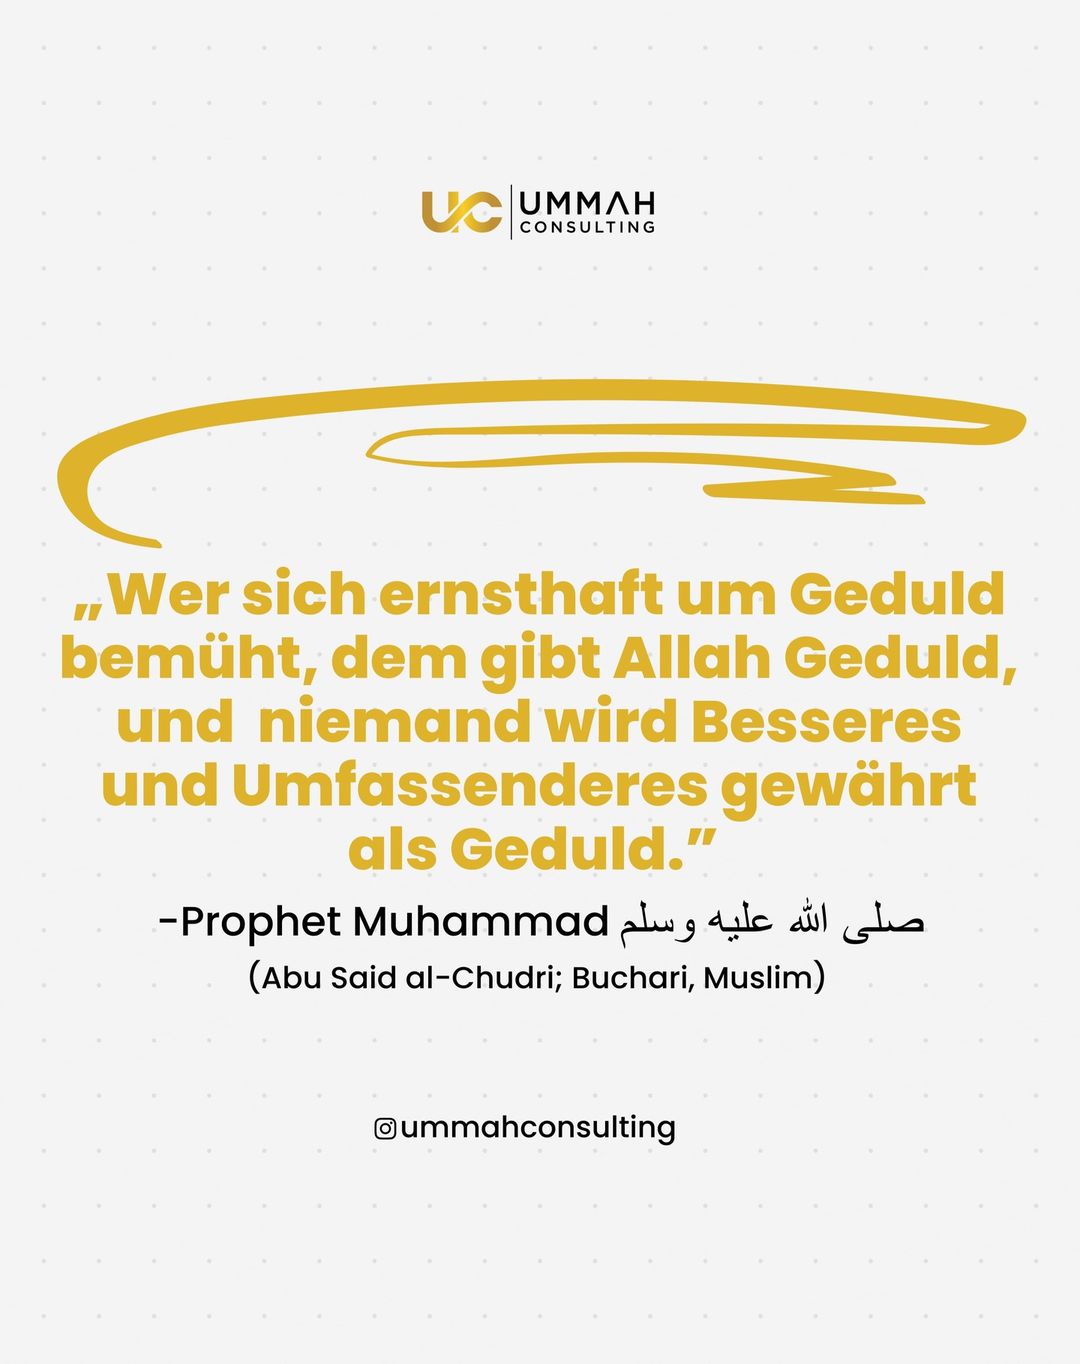 UC UMMAH
CONSULTING
„Wer sich ernsthaft um Geduld
bemüht, dem gibt Allah Geduld,
und niemand wird Besseres
und Umfassenderes gewährt
als Geduld.”
-Prophet Muhammad صلى الله عليه وسلم
(Abu Said al-Chudri; Buchari, Muslim)
ummahconsulting